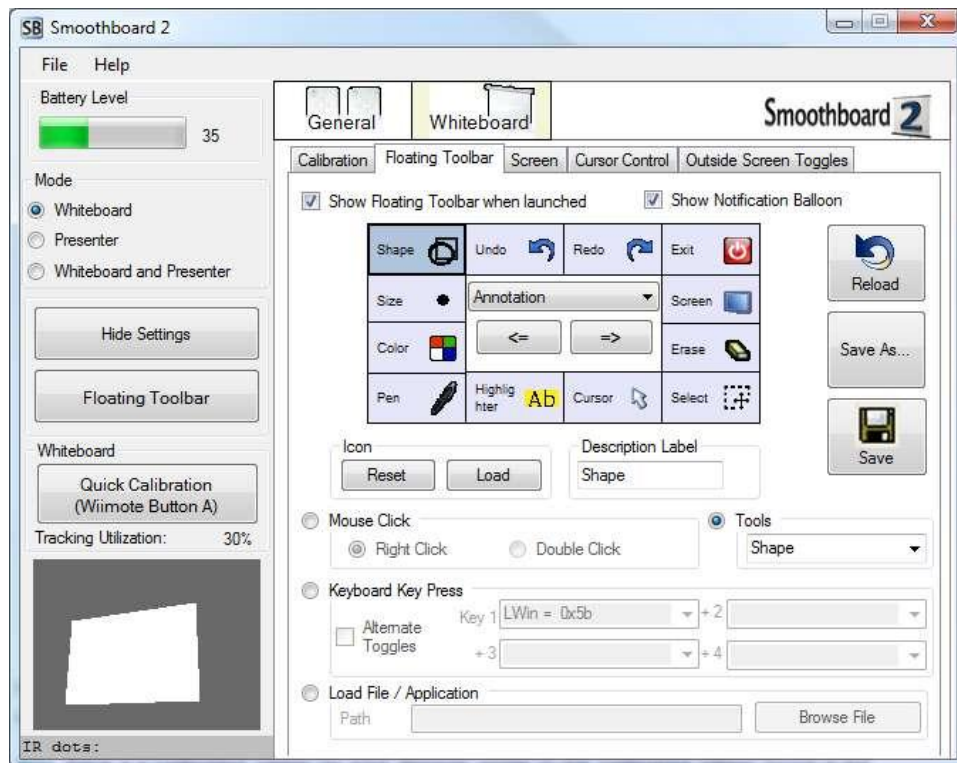 SB Smoothboard 2
File Help
Battery Level
35
Mode
Whiteboard
Presenter
Whiteboard and Presenter
Hide Settings
Floating Toolbar
Whiteboard
Quick Calibration
(Wiimote Button A)
Tracking Utilization: 30%
IR dots:
General Whiteboard
Smoothboard 2
Calibration Floating Toolbar Screen Cursor Control Outside Screen Toggles
Show Floating Toolbar when launched Show Notification Balloon
Shape Undo Redo Exit
Size Annotation Screen
Color <= => Erase
Pen Highlig
hter Ab Cursor Select
Reload
Save As...
Save
Icon
Reset Load
Description Label
Shape
Mouse Click
Right Click Double Click
Tools
Shape
Keyboard Key Press
Alternate
Toggles
Key 1 LWin = 0x5b + 2
+ 3 + 4
Load File / Application
Path Browse File